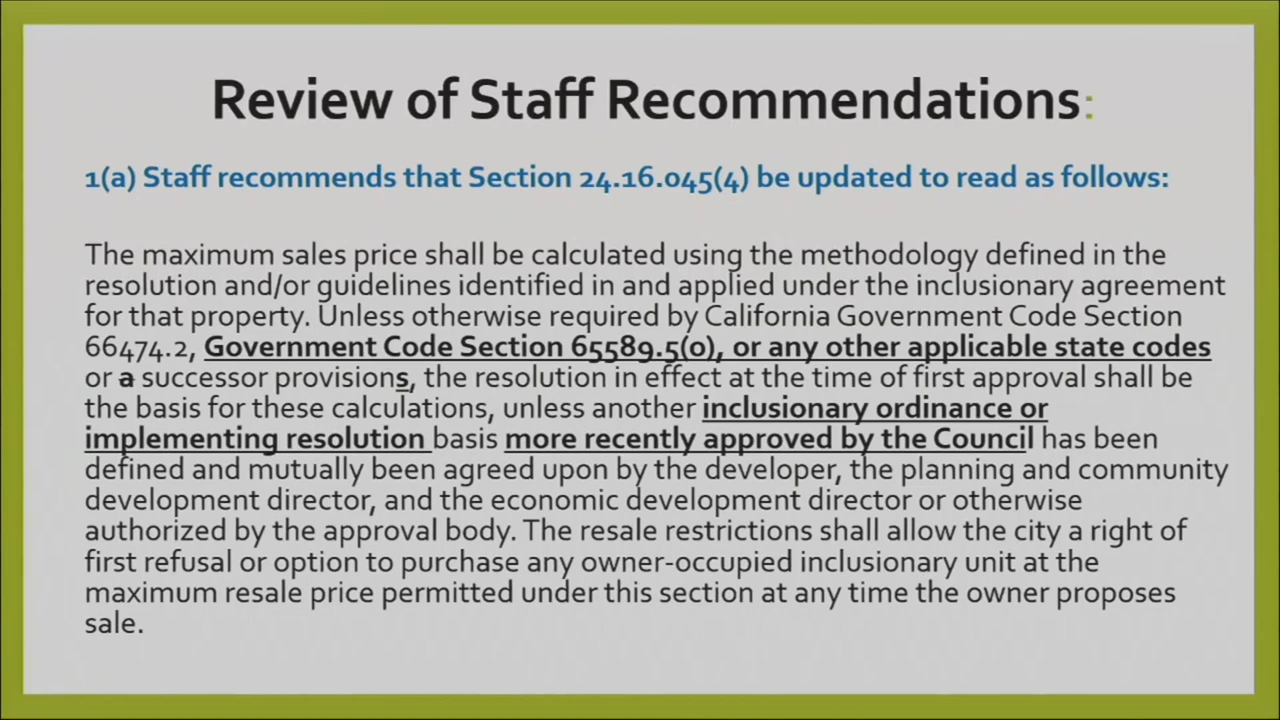 Review of Staff Recommendations:
1(a) Staff recommends that Section 24.16.045(4) be updated to read as follows:
The maximum sales price shall be calculated using the methodology defined in the
resolution and/or guidelines identified in and applied under the inclusionary agreement
for that property. Unless otherwise required by California Government Code Section
66474.2, Government Code Section 65589.5(o), or any other applicable state codes
or a successor provisions, the resolution in effect at the time of first approval shall be
the basis for these calculations, unless another inclusionary ordinance or
implementing resolution basis more recently approved by the Council has been
defined and mutually been agreed upon by the developer, the planning and community
development director, and the economic development director or otherwise
authorized by the approval body. The resale restrictions shall allow the city a right of
first refusal or option to purchase any owner-occupied inclusionary unit at the
maximum resale price permitted under this section at any time the owner proposes
sale.